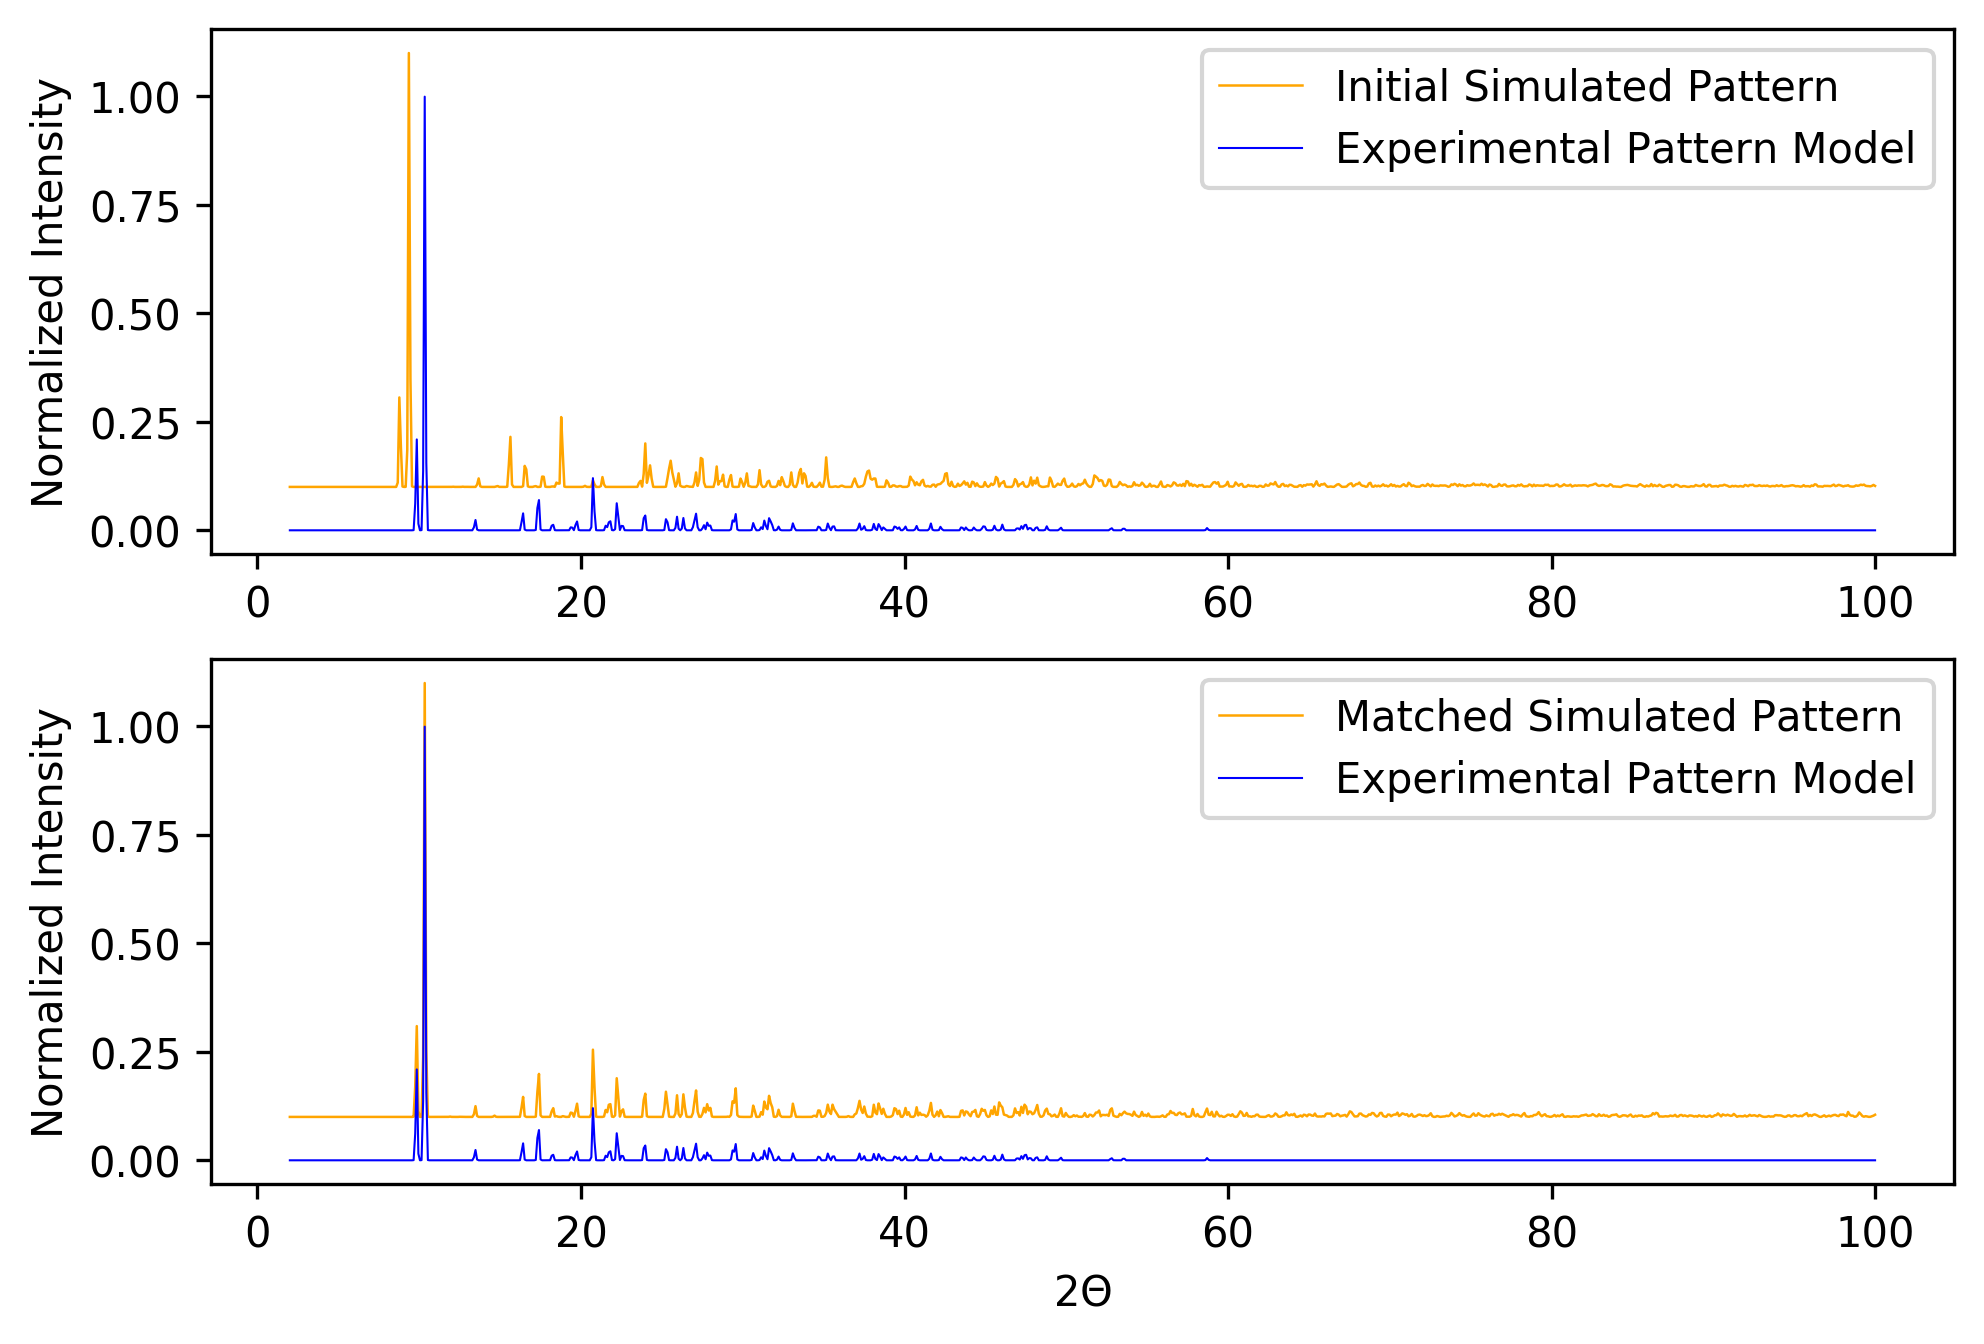 Normalized Intensity
1.00
0.75
0.50
0.25
0.00
Initial Simulated Pattern
Experimental Pattern Model
0 20 40 60 80 100
Normalized Intensity
1.00
0.75
0.50
0.25
0.00
Matched Simulated Pattern
Experimental Pattern Model
0 20 40 60 80 100
2Θ